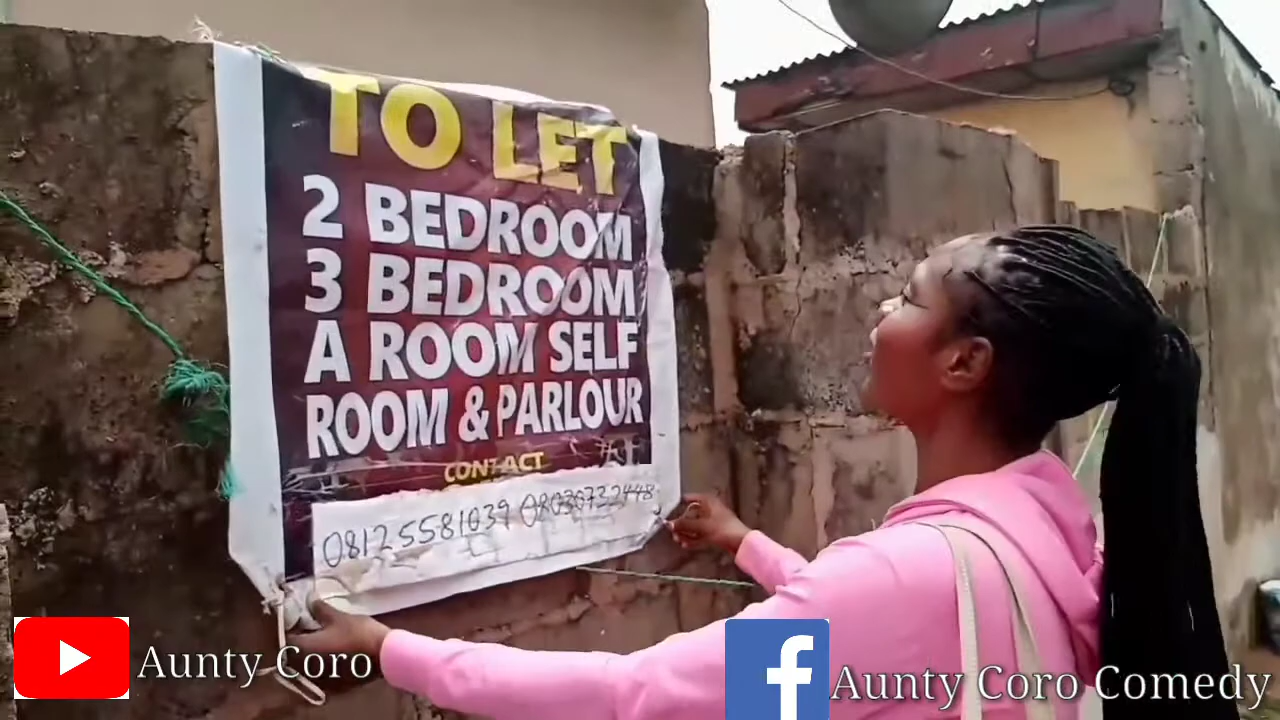 TO LET
2 BEDROOM
3 BEDROOM
A ROOM SELF
ROOM & PARLOUR
CONTACT
08125581039 08030732448
Aunty Coro
f Aunty Coro Comedy